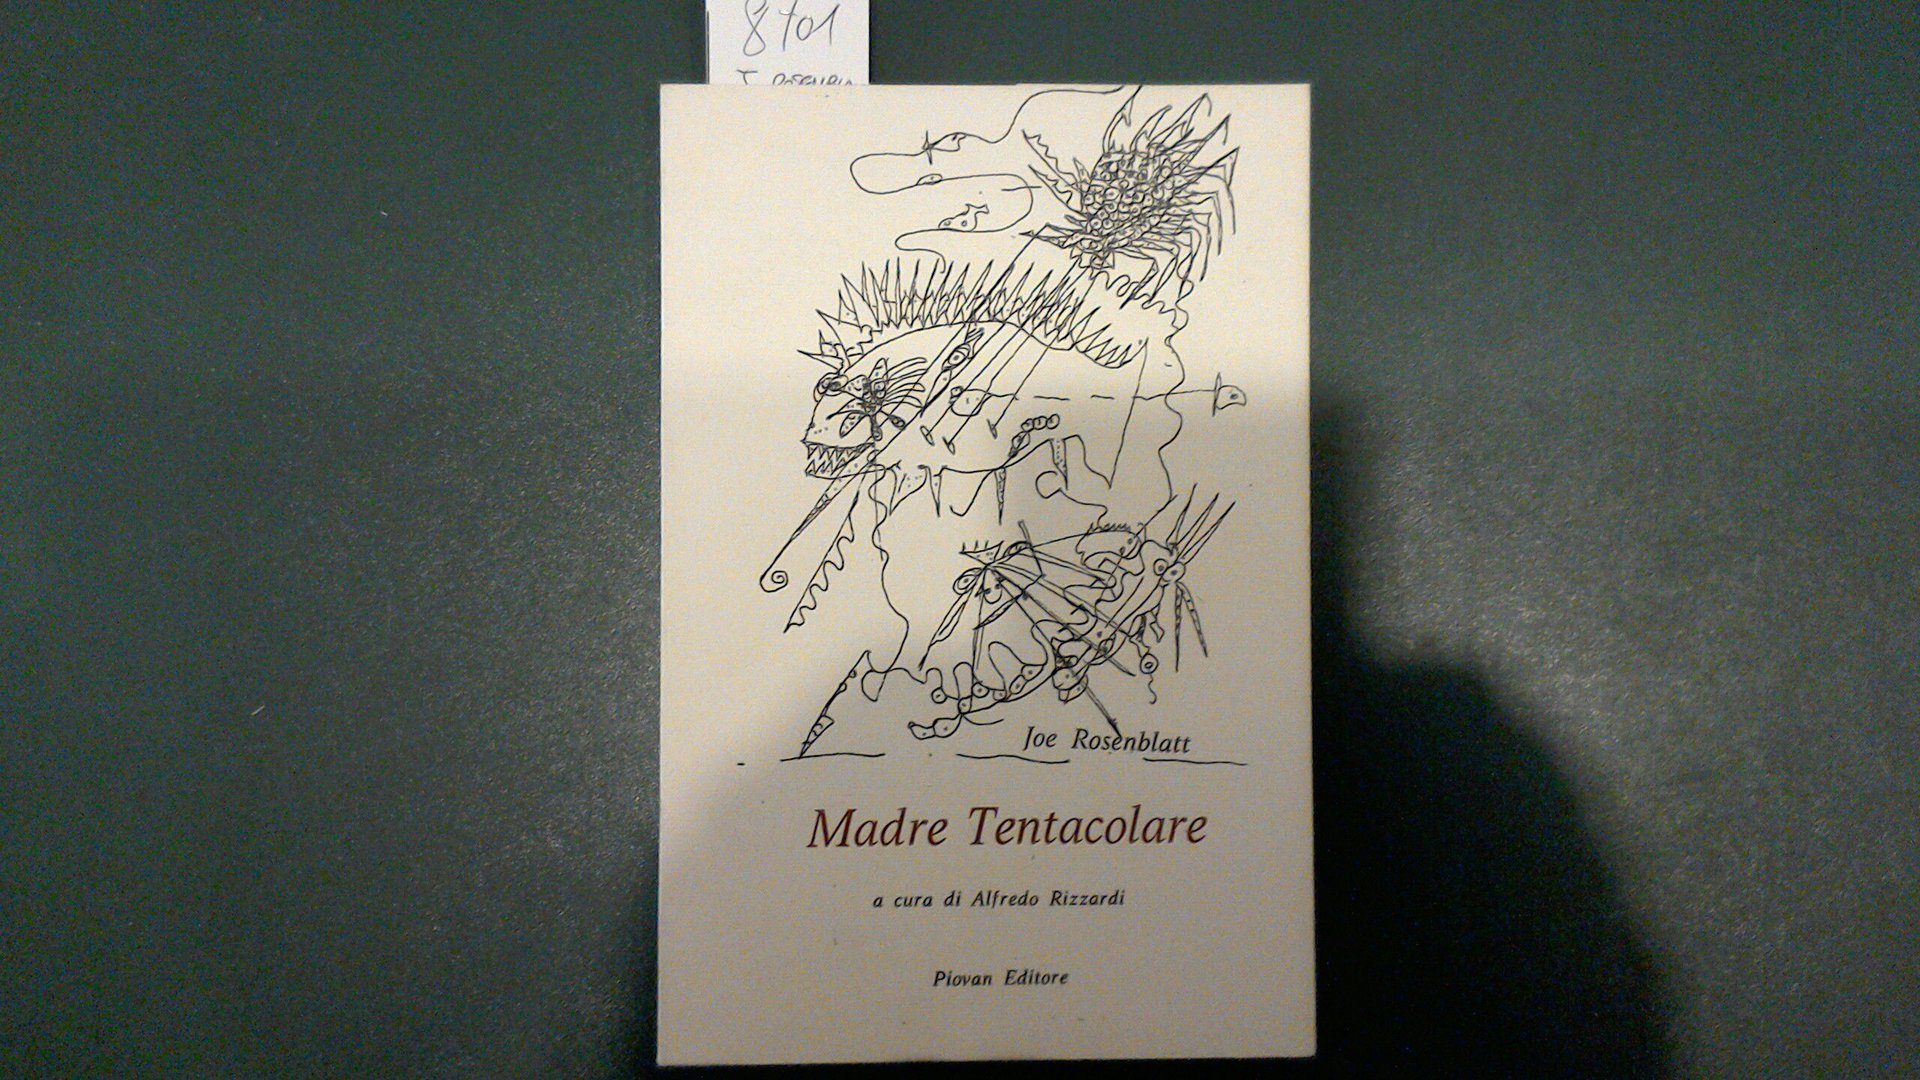 8701
Joe Rosenblatt
Madre Tentacolare
a cura di Alfredo Rizzardi
Piovan Editore